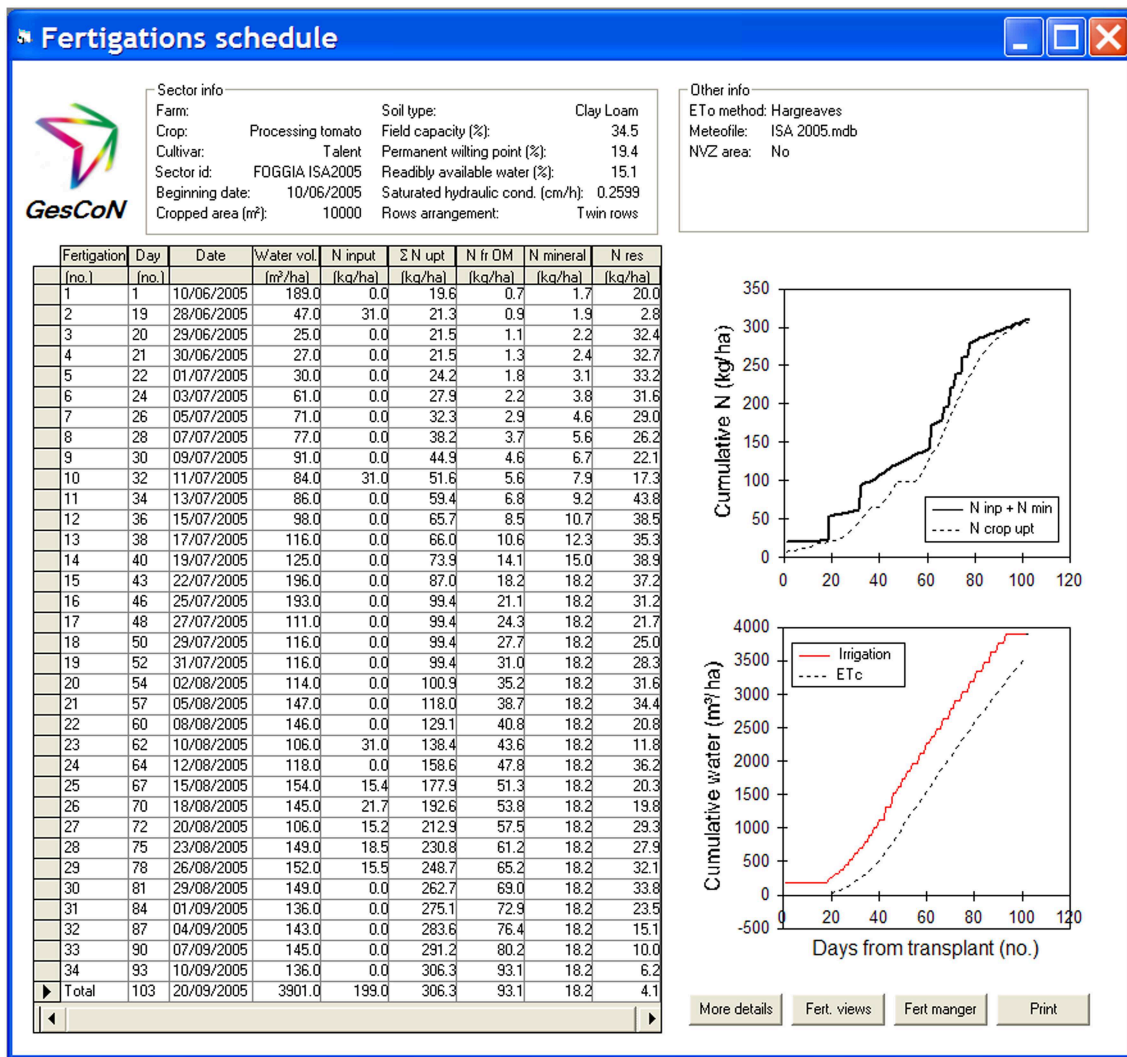 Fertigations schedule
GesCoN
Sector info
Farm: Soil type: Clay Loam
Crop: Processing tomato Field capacity (%): 34.5
Cultivar: Talent Permanent wilting point (%): 19.4
Sector id: FOGGIA ISA2005 Readibly available water (%): 15.1
Beginning date: 10/06/2005 Saturated hydraulic cond. (cm/h): 0.2599
Cropped area (m²): 10000 Rows arrangement: Twin rows
Other info
ETo method: Hargreaves
Meteofile: ISA 2005.mdb
NVZ area: No
Fertigation Day Date Water vol. N input Σ N upt N fr OM N mineral N res
(no.) (no.) (m³/ha) (kg/ha) (kg/ha) (kg/ha) (kg/ha) (kg/ha)
1 1 10/06/2005 189.0 0.0 19.6 0.7 1.7 20.0
2 19 28/06/2005 47.0 31.0 21.3 0.9 1.9 2.8
3 20 29/06/2005 25.0 0.0 21.5 1.1 2.2 32.4
4 21 30/06/2005 27.0 0.0 21.5 1.3 2.4 32.7
5 22 01/07/2005 30.0 0.0 24.2 1.8 3.1 33.2
6 24 03/07/2005 61.0 0.0 27.9 2.2 3.8 31.6
7 26 05/07/2005 71.0 0.0 32.3 2.9 4.6 29.0
8 28 07/07/2005 77.0 0.0 38.2 3.7 5.6 26.2
9 30 09/07/2005 91.0 0.0 44.9 4.6 6.7 22.1
10 32 11/07/2005 84.0 31.0 51.6 5.6 7.9 17.3
11 34 13/07/2005 86.0 0.0 59.4 6.8 9.2 43.8
12 36 15/07/2005 98.0 0.0 65.7 8.5 10.7 38.5
13 38 17/07/2005 116.0 0.0 66.0 10.6 12.3 35.3
14 40 19/07/2005 125.0 0.0 73.9 14.1 15.0 38.9
15 43 22/07/2005 196.0 0.0 87.0 18.2 18.2 37.2
16 46 25/07/2005 193.0 0.0 99.4 21.1 18.2 31.2
17 48 27/07/2005 111.0 0.0 99.4 24.3 18.2 21.7
18 50 29/07/2005 116.0 0.0 99.4 27.7 18.2 25.0
19 52 31/07/2005 116.0 0.0 99.4 31.0 18.2 28.3
20 54 02/08/2005 114.0 0.0 100.9 35.2 18.2 31.6
21 57 05/08/2005 147.0 0.0 118.0 38.7 18.2 34.4
22 60 08/08/2005 146.0 0.0 129.1 40.8 18.2 20.8
23 62 10/08/2005 106.0 31.0 138.4 43.6 18.2 11.8
24 64 12/08/2005 118.0 0.0 158.6 47.8 18.2 36.2
25 67 15/08/2005 154.0 15.4 177.9 51.3 18.2 20.3
26 70 18/08/2005 145.0 21.7 192.6 53.8 18.2 19.8
27 72 20/08/2005 106.0 15.2 212.9 57.5 18.2 29.3
28 75 23/08/2005 149.0 18.5 230.8 61.2 18.2 27.9
29 78 26/08/2005 152.0 15.5 248.7 65.2 18.2 32.1
30 81 29/08/2005 149.0 0.0 262.7 69.0 18.2 33.8
31 84 01/09/2005 136.0 0.0 275.1 72.9 18.2 23.5
32 87 04/09/2005 143.0 0.0 283.6 76.4 18.2 15.1
33 90 07/09/2005 145.0 0.0 291.2 80.2 18.2 10.0
34 93 10/09/2005 136.0 0.0 306.3 93.1 18.2 6.2
Total 103 20/09/2005 3901.0 199.0 306.3 93.1 18.2 4.1
Cumulative N (kg/ha)
350
300
250
200
150
100
50
0
N inp + N min
N crop upt
0 20 40 60 80 100 120
Cumulative water (m³/ha)
4000
3500
3000
2500
2000
1500
1000
500
0
-500
Irrigation
ETc
0 20 40 60 80 100 120
Days from transplant (no.)
More details Fert. views Fert manger Print